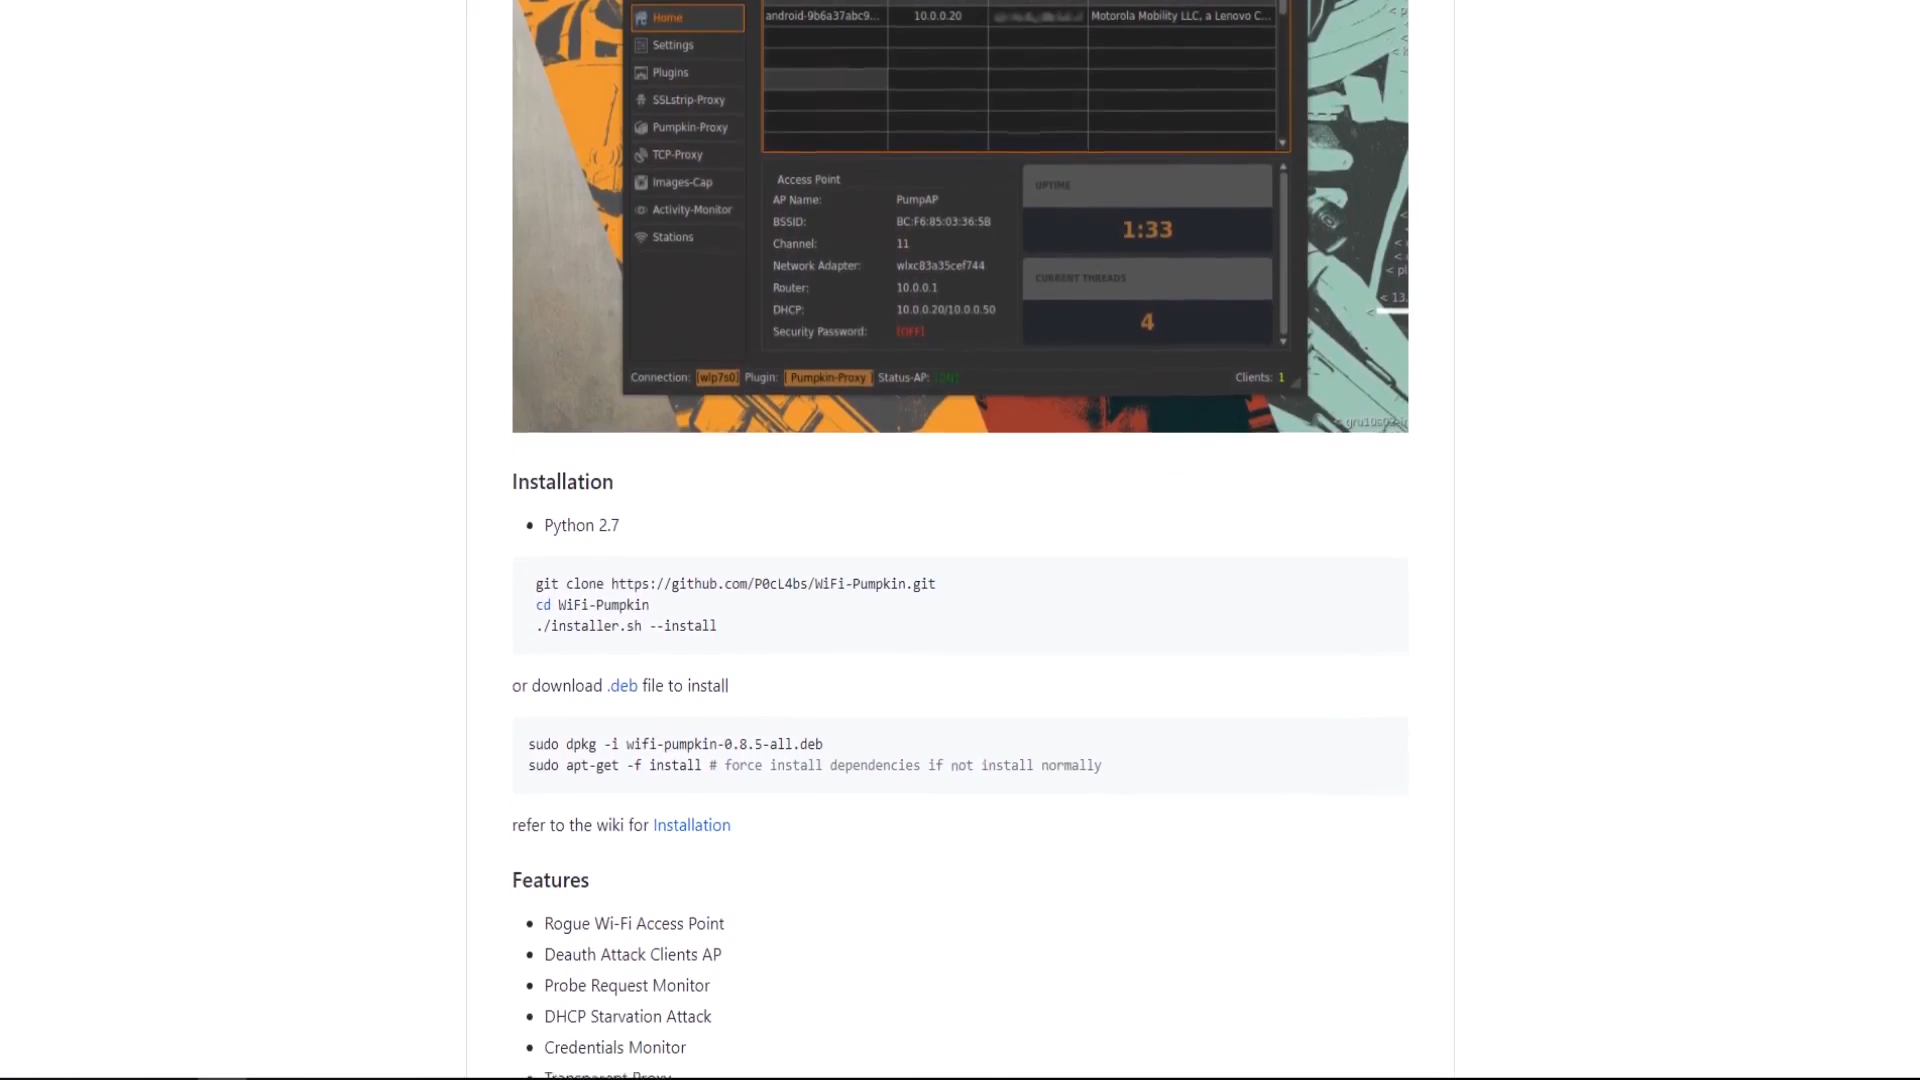 Home
android-9b6a37abc9... 10.0.0.20 Motorola Mobility LLC, a Lenovo C...
Settings
Plugins
SSLstrip-Proxy
Pumpkin-Proxy
TCP-Proxy
Images-Cap
Activity-Monitor
Stations
Access Point
AP Name: PumpAP
BSSID: BC:F6:85:03:36:5B
Channel: 11
Network Adapter: wlxc83a35cef744
Router: 10.0.0.1
DHCP: 10.0.0.20/10.0.0.50
Security Password: [OFF]
UPTIME
1:33
CURRENT THREADS
4
Connection: [wlp7s0] Plugin: [ Pumpkin-Proxy ] Status-AP: [ON] Clients: 1
< 13.
Installation
• Python 2.7
git clone https://github.com/P0cL4bs/WiFi-Pumpkin.git
cd WiFi-Pumpkin
./installer.sh --install
or download .deb file to install
sudo dpkg -i wifi-pumpkin-0.8.5-all.deb
sudo apt-get -f install # force install dependencies if not install normally
refer to the wiki for Installation
Features
• Rogue Wi-Fi Access Point
• Deauth Attack Clients AP
• Probe Request Monitor
• DHCP Starvation Attack
• Credentials Monitor
• Transparent Proxy